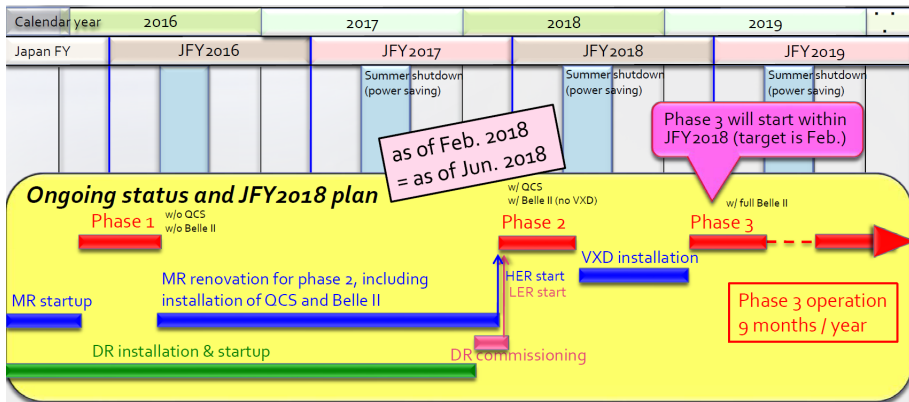 Calendar year 2016 2017 2018 2019 . .
Japan FY JFY2016 JFY2017 JFY2018 JFY2019
Summer shutdown
(power saving)
Summer shutdown
(power saving)
Summer shutdown
(power saving)
Phase 3 will start within
JFY2018 (target is Feb.)
as of Feb. 2018
= as of Jun. 2018
Ongoing status and JFY2018 plan
Phase 1
w/o QCS
w/o Belle II
w/ QCS
w/ Belle II (no VXD)
Phase 2
w/ full Belle II
Phase 3
VXD installation
MR renovation for phase 2, including
installation of QCS and Belle II
HER start
LER start
MR startup
Phase 3 operation
9 months / year
DR installation & startup
DR commissioning